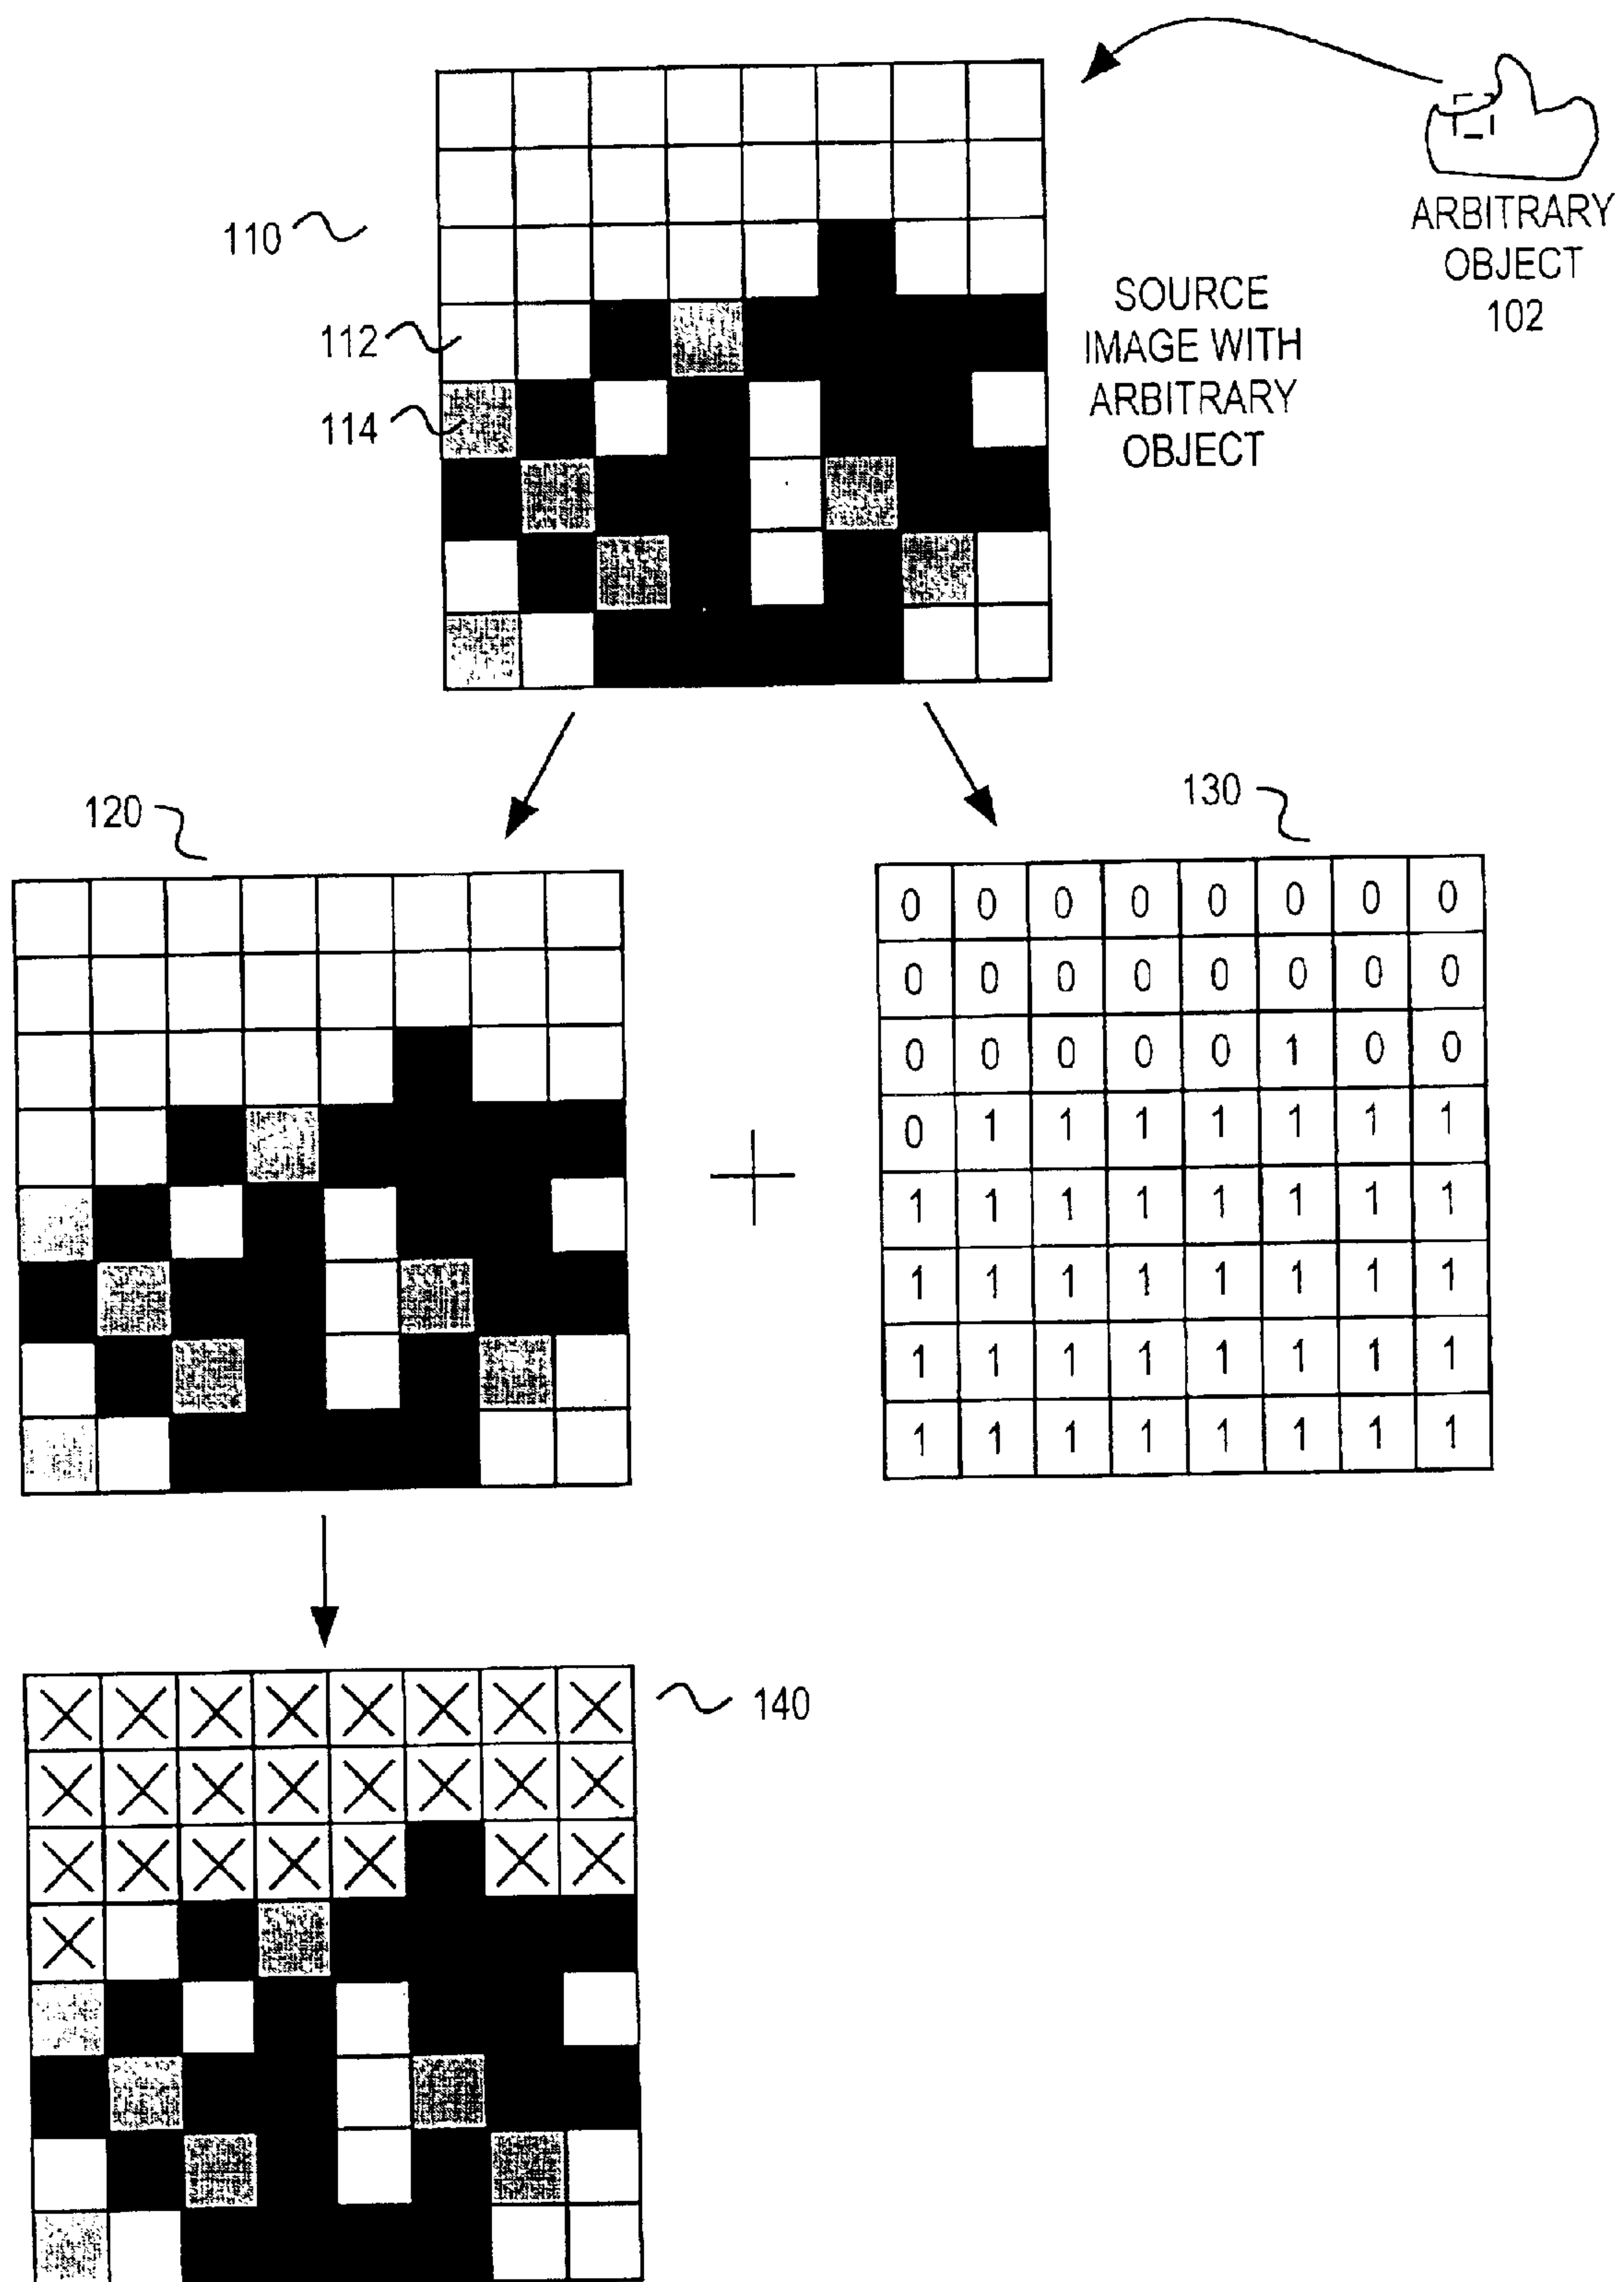 ARBITRARY
OBJECT
102
110
112
114
SOURCE
IMAGE WITH
ARBITRARY
OBJECT
120
130
0 0 0 0 0 0 0 0
0 0 0 0 0 0 0 0
0 0 0 0 0 1 0 0
0 1 1 1 1 1 1 1
1 1 1 1 1 1 1 1
1 1 1 1 1 1 1 1
1 1 1 1 1 1 1 1
1 1 1 1 1 1 1 1
140